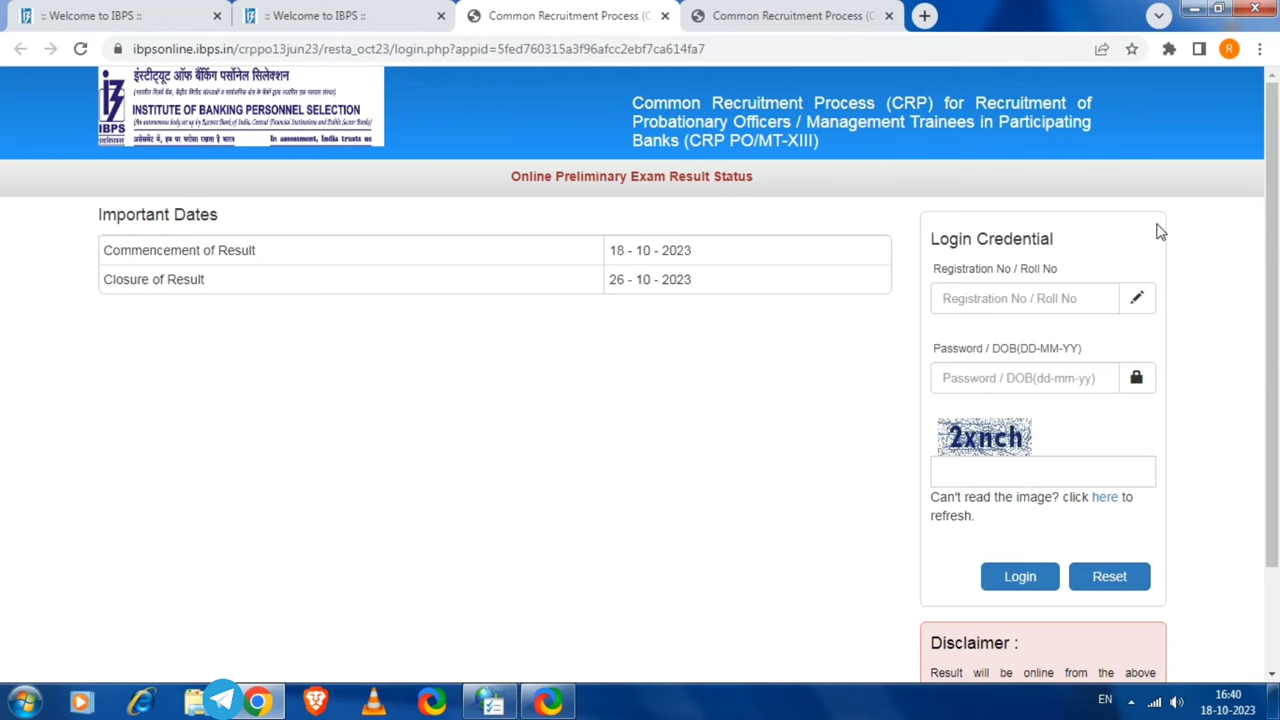 :: Welcome to IBPS ::
:: Welcome to IBPS ::
Common Recruitment Process (
Common Recruitment Process (C
ibpsonline.ibps.in/crppo13jun23/resta_oct23/login.php?appid=5fed760315a3f96afcc2ebf7ca614fa7
R
इंस्टीट्यूट ऑफ बैंकिंग पर्सोनेल सिलेक्शन
INSTITUTE OF BANKING PERSONNEL SELECTION
IBPS
In assessment, India trusts us
Common Recruitment Process (CRP) for Recruitment of
Probationary Officers / Management Trainees in Participating
Banks (CRP PO/MT-XIII)
Online Preliminary Exam Result Status
Important Dates
Commencement of Result 18 - 10 - 2023
Closure of Result 26 - 10 - 2023
Login Credential
Registration No / Roll No
Registration No / Roll No
Password / DOB(DD-MM-YY)
Password / DOB(dd-mm-yy)
2xnch
Can't read the image? click here to
refresh.
Login Reset
Disclaimer :
Result will be online from the above
EN
16:40
18-10-2023